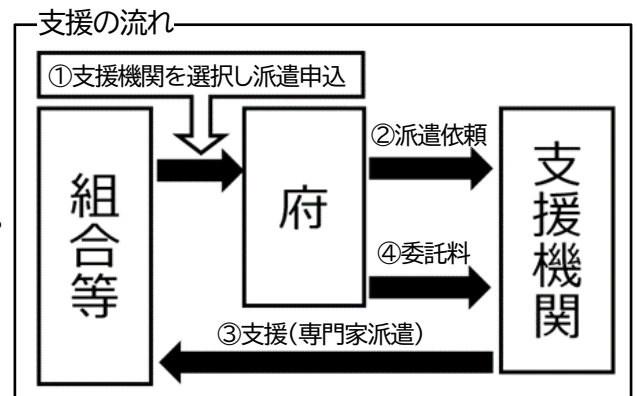 支援の流れ
①支援機関を選択し派遣申込
組合等
府
②派遣依頼
④委託料
③支援(専門家派遣)
支援機関